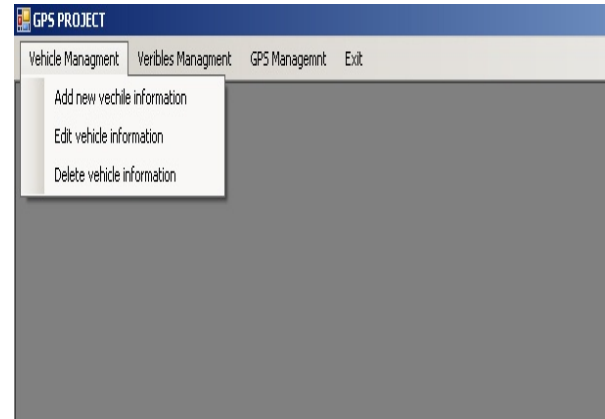 GPS PROJECT
Vehicle Managment Veribles Managment GPS Managemnt Exit
Add new vechile information
Edit vehicle information
Delete vehicle information